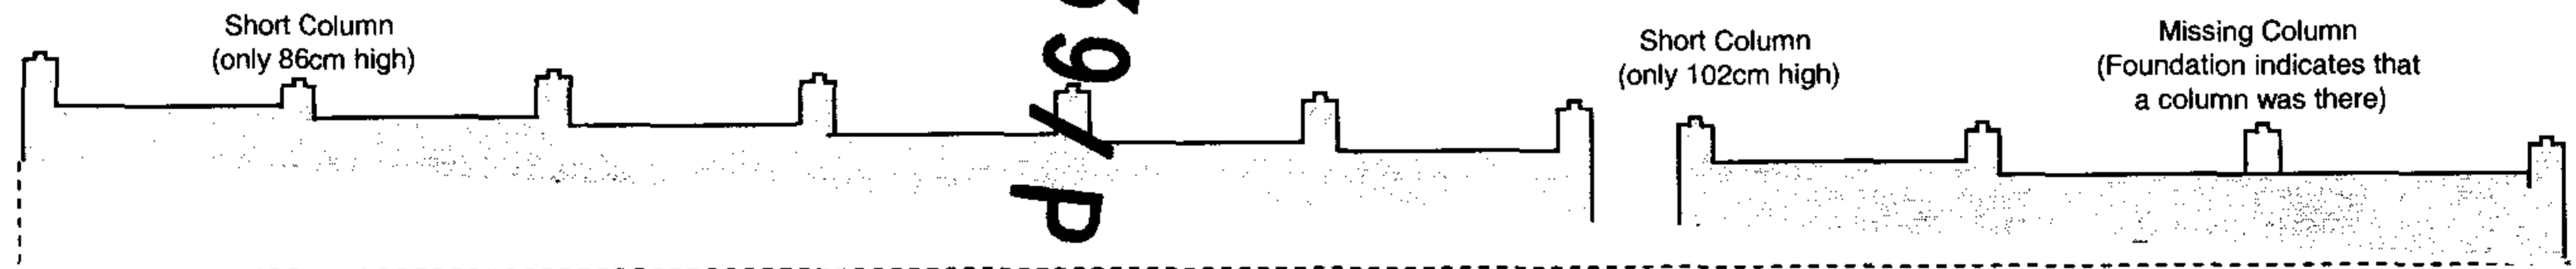 Short Column
(only 86cm high)
Short Column
(only 102cm high)
Missing Column
(Foundation indicates that
a column was there)